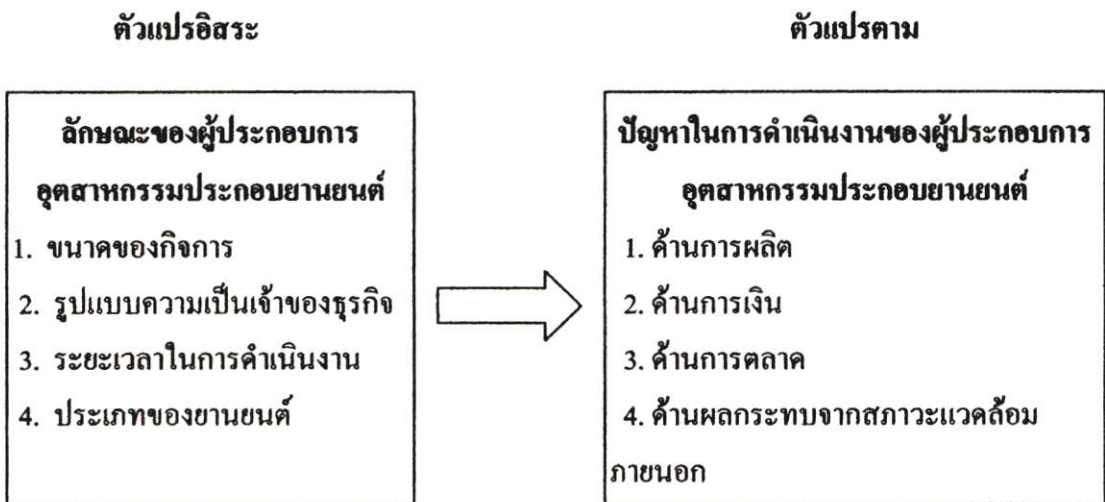 ตัวแปรอิสระ
ตัวแปรตาม
ลักษณะของผู้ประกอบการ
อุตสาหกรรมประกอบยานยนต์
1. ขนาดของกิจการ
2. รูปแบบความเป็นเจ้าของธุรกิจ
3. ระยะเวลาในการดำเนินงาน
4. ประเภทของยานยนต์
ปัญหาในการดำเนินงานของผู้ประกอบการ
อุตสาหกรรมประกอบยานยนต์
1. ด้านการผลิต
2. ด้านการเงิน
3. ด้านการตลาด
4. ด้านผลกระทบจากสภาวะแวดล้อม
ภายนอก